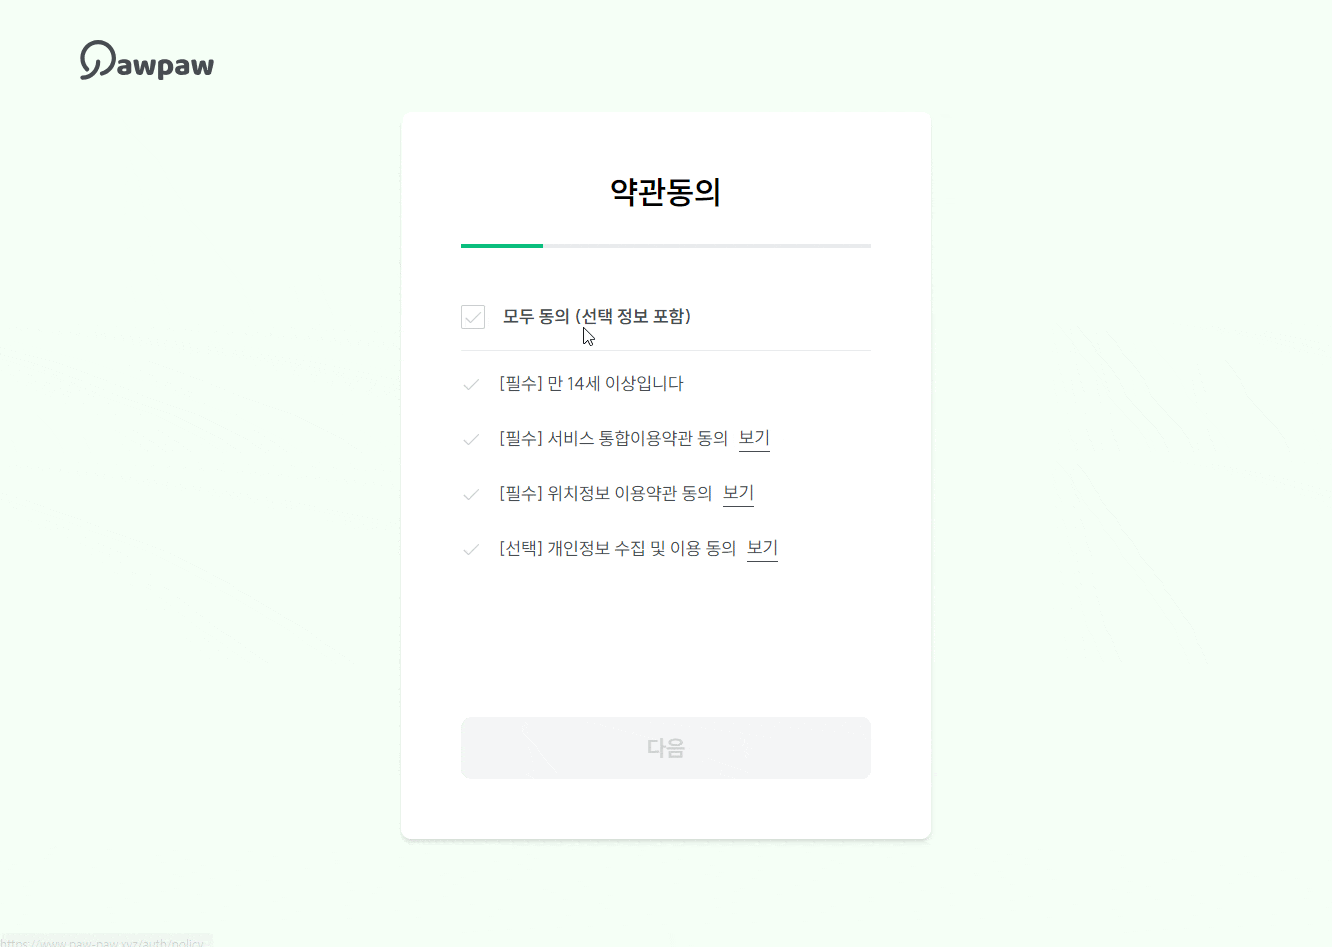 Pawpaw
약관동의
모두 동의 (선택 정보 포함)
[필수] 만 14세 이상입니다
[필수] 서비스 통합이용약관 동의 보기
[필수] 위치정보 이용약관 동의 보기
[선택] 개인정보 수집 및 이용 동의 보기
다음
https://www.paw-paw.xyz/auth/policy